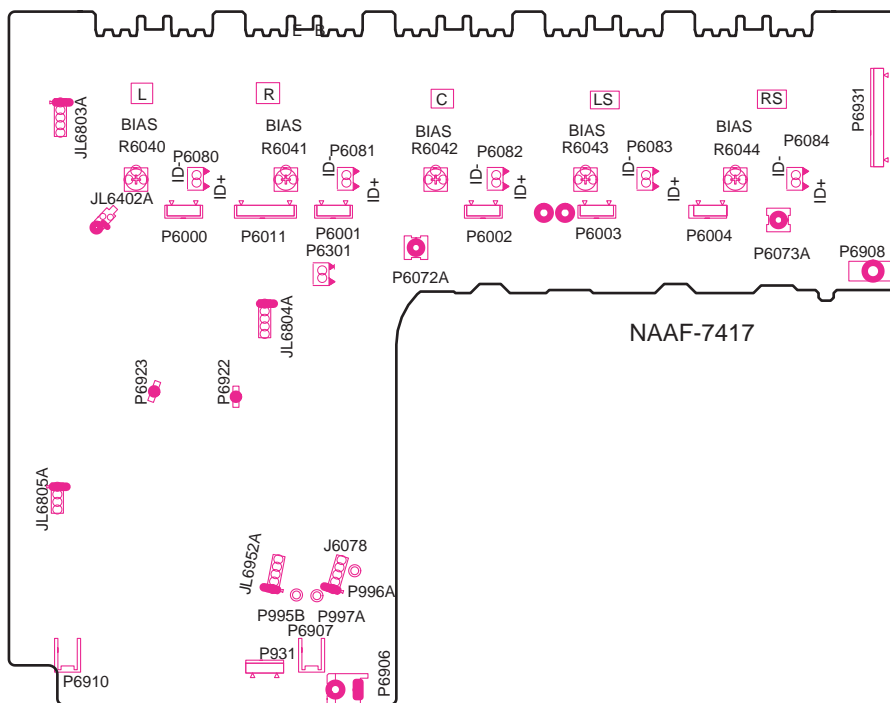 E B
L
R
C
LS
RS
P6931
JL6803A
BIAS
R6040
P6080
ID-
ID+
BIAS
R6041
P6081
ID-
ID+
BIAS
R6042
P6082
ID-
ID+
BIAS
R6043
P6083
ID-
ID+
BIAS
R6044
P6084
ID-
ID+
JL6402A
P6000
P6011
P6001
P6301
P6072A
P6002
P6003
P6004
P6073A
P6908
JL6804A
NAAF-7417
P6923
P6922
JL6805A
JL6952A
J6078
P996A
P995B
P997A
P6907
P931
P6906
P6910